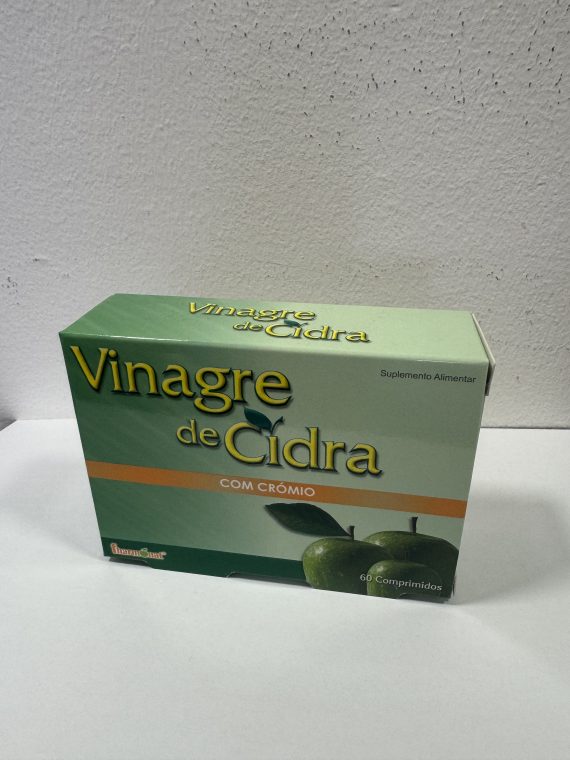 Vinagre
de Cidra
Vinagre
de Cidra
Suplemento Alimentar
COM CRÓMIO
60 Comprimidos